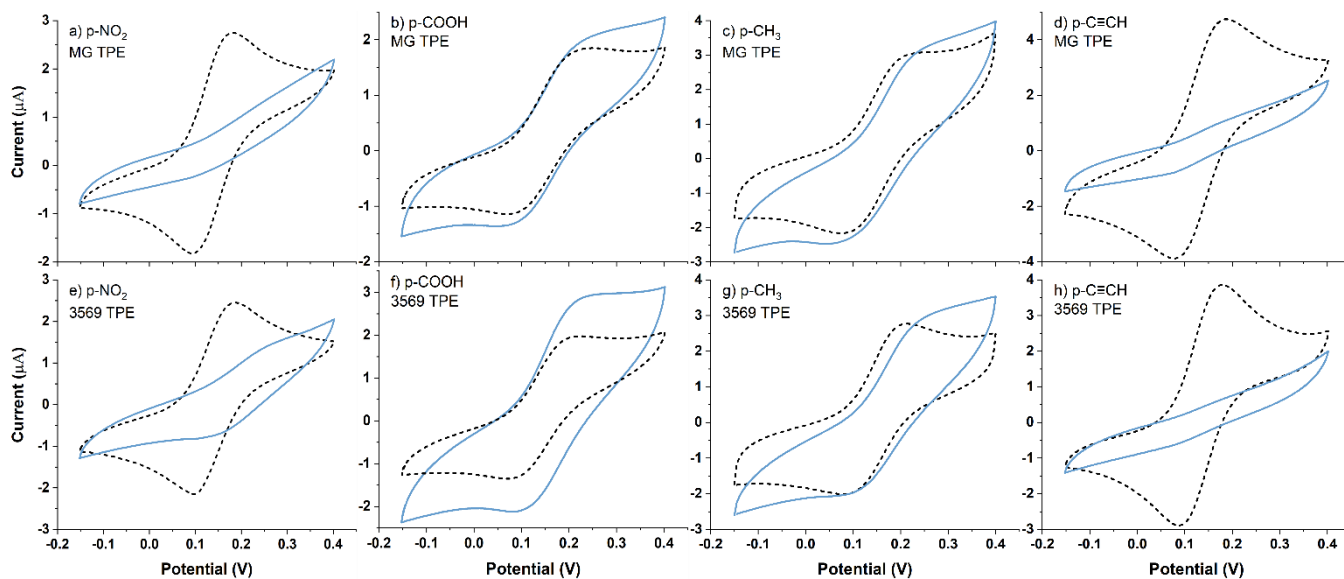 a) p-NO₂
MG TPE
b) p-COOH
MG TPE
c) p-CH₃
MG TPE
d) p-C≡CH
MG TPE
Current (µA)
3
2
1
0
-1
-2
2
1
0
-1
-2
4
3
2
1
0
-1
-2
-3
4
2
0
-2
-4
e) p-NO₂
3569 TPE
f) p-COOH
3569 TPE
g) p-CH₃
3569 TPE
h) p-C≡CH
3569 TPE
Current (µA)
3
2
1
0
-1
-2
-3
3
2
1
0
-1
-2
4
3
2
1
0
-1
-2
-3
4
3
2
1
0
-1
-2
-3
-0.2 -0.1 0.0 0.1 0.2 0.3 0.4
-0.2 -0.1 0.0 0.1 0.2 0.3 0.4
-0.2 -0.1 0.0 0.1 0.2 0.3 0.4
-0.2 -0.1 0.0 0.1 0.2 0.3 0.4
Potential (V)
Potential (V)
Potential (V)
Potential (V)